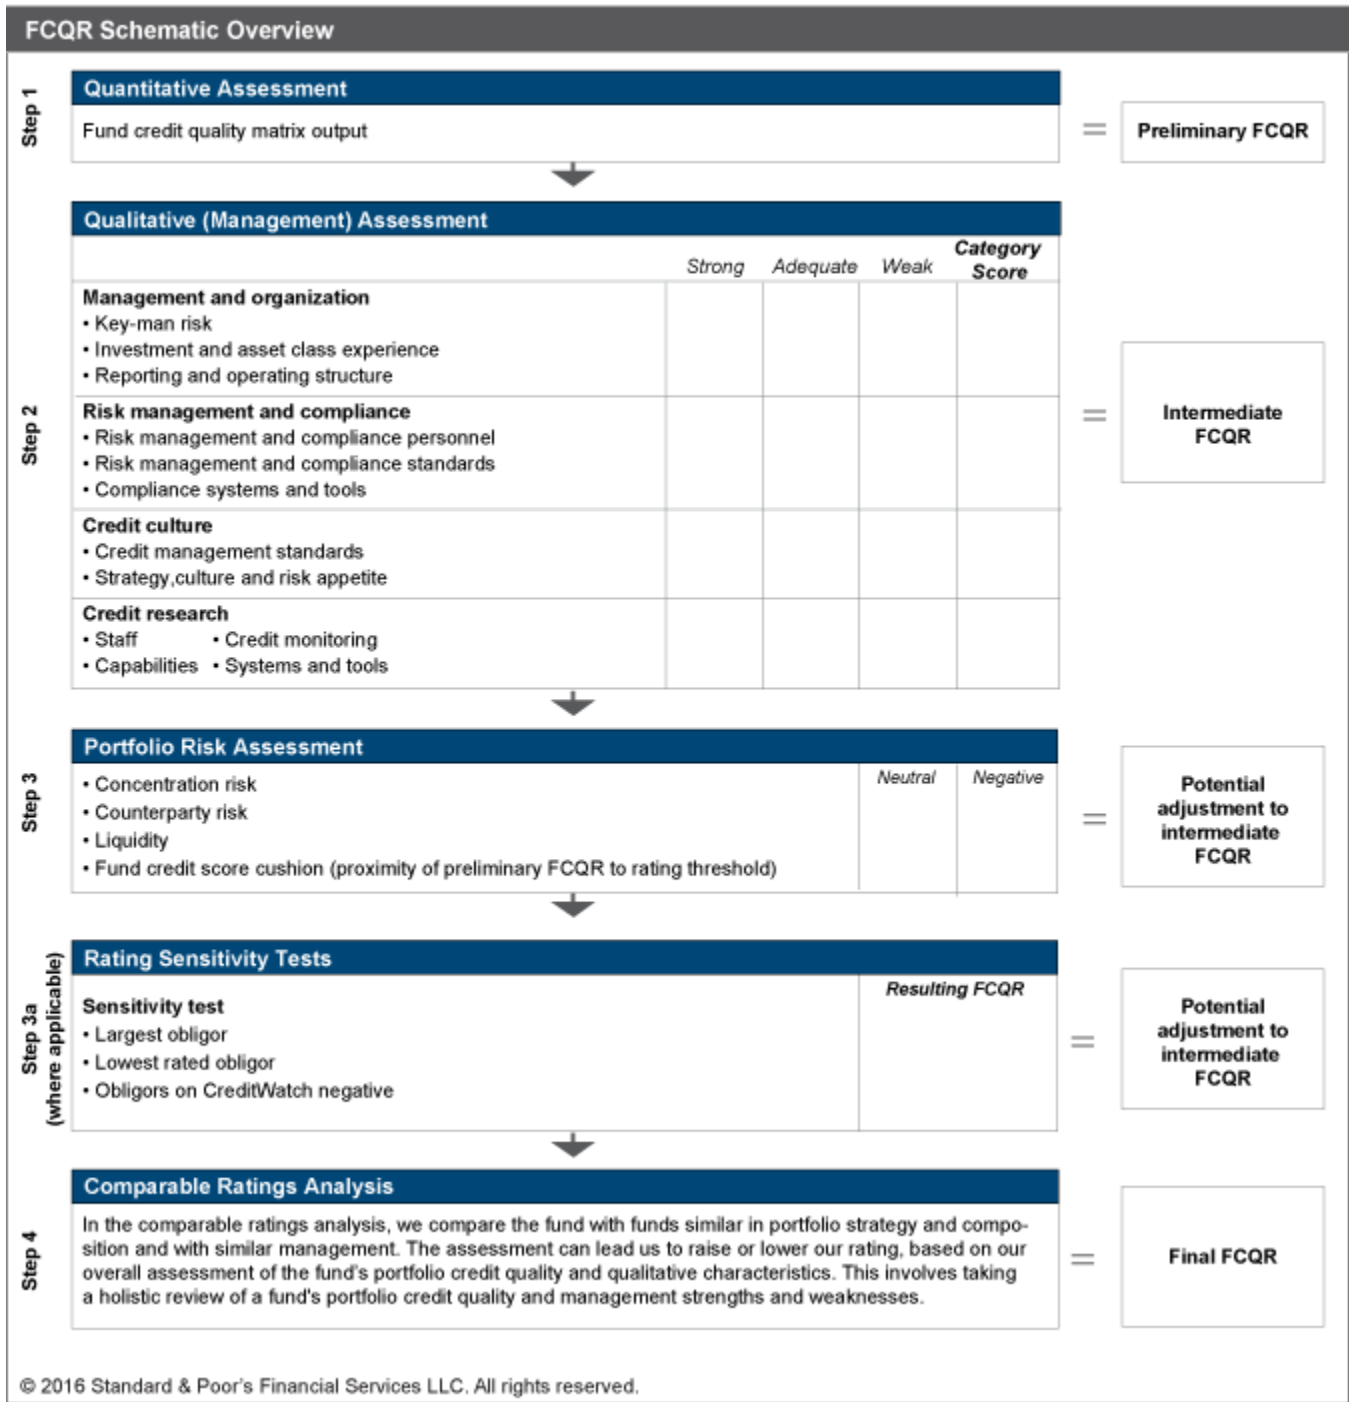 FCQR Schematic Overview
Step 1
Quantitative Assessment
Fund credit quality matrix output
=
Preliminary FCQR
Step 2
Qualitative (Management) Assessment
Strong Adequate Weak Category
Score
Management and organization
• Key-man risk
• Investment and asset class experience
• Reporting and operating structure
Risk management and compliance
• Risk management and compliance personnel
• Risk management and compliance standards
• Compliance systems and tools
Credit culture
• Credit management standards
• Strategy,culture and risk appetite
Credit research
• Staff • Credit monitoring
• Capabilities • Systems and tools
=
Intermediate
FCQR
Step 3
Portfolio Risk Assessment
Neutral Negative
• Concentration risk
• Counterparty risk
• Liquidity
• Fund credit score cushion (proximity of preliminary FCQR to rating threshold)
=
Potential
adjustment to
intermediate
FCQR
Step 3a
(where applicable)
Rating Sensitivity Tests
Resulting FCQR
Sensitivity test
• Largest obligor
• Lowest rated obligor
• Obligors on CreditWatch negative
=
Potential
adjustment to
intermediate
FCQR
Step 4
Comparable Ratings Analysis
In the comparable ratings analysis, we compare the fund with funds similar in portfolio strategy and compo-
sition and with similar management. The assessment can lead us to raise or lower our rating, based on our
overall assessment of the fund's portfolio credit quality and qualitative characteristics. This involves taking
a holistic review of a fund's portfolio credit quality and management strengths and weaknesses.
=
Final FCQR
© 2016 Standard & Poor's Financial Services LLC. All rights reserved.